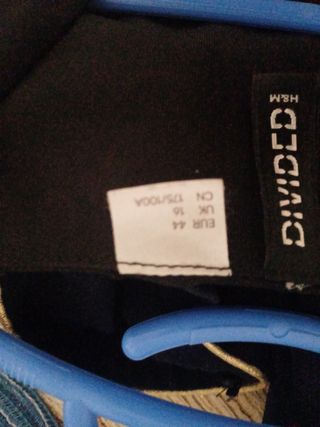 DIVIDED
H&M
EUR 44
UK 16
CN 175/100A